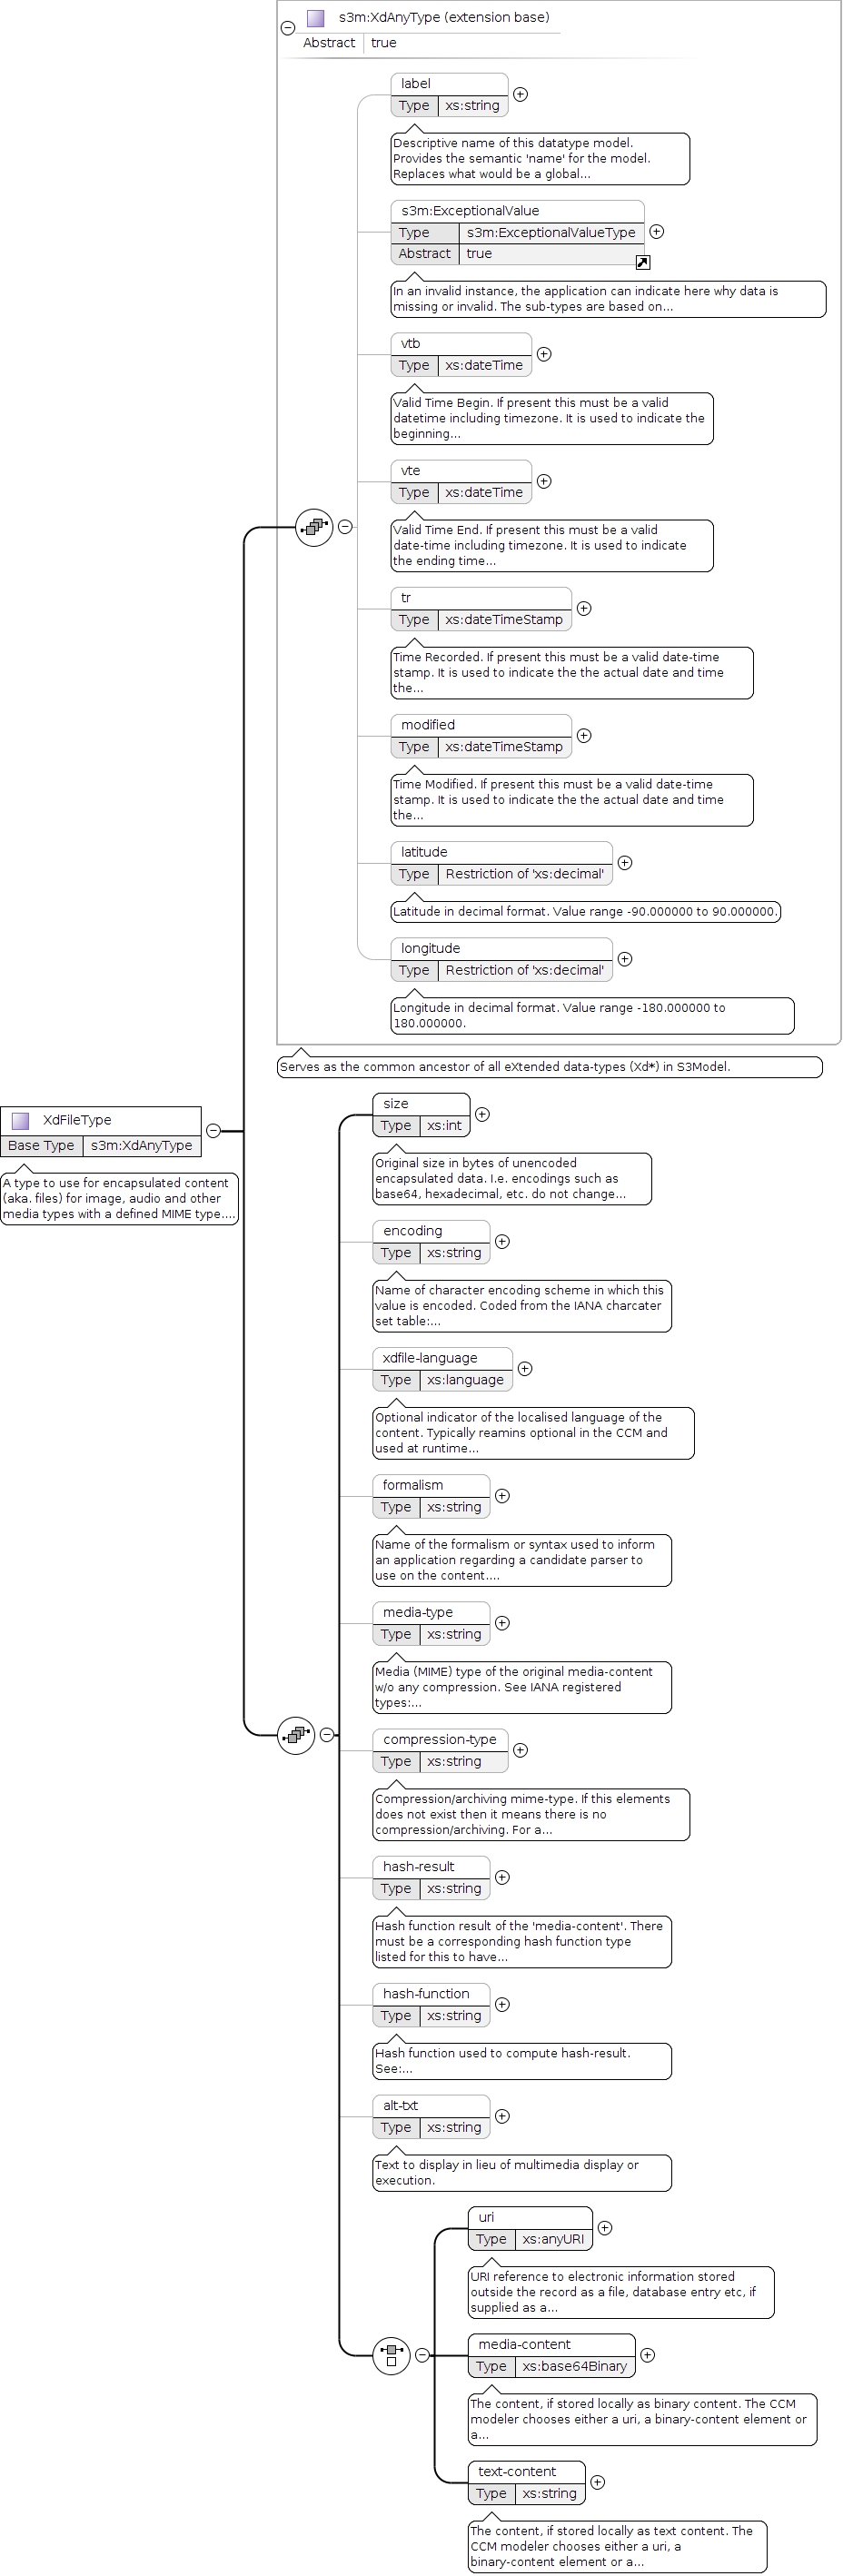 s3m:XdAnyType (extension base)
Abstract true
label
Type xs:string
Descriptive name of this datatype model.
Provides the semantic 'name' for the model.
Replaces what would be a global...
s3m:ExceptionalValue
Type s3m:ExceptionalValueType
Abstract true
In an invalid instance, the application can indicate here why data is
missing or invalid. The sub-types are based on...
vtb
Type xs:dateTime
Valid Time Begin. If present this must be a valid
datetime including timezone. It is used to indicate the
beginning...
vte
Type xs:dateTime
Valid Time End. If present this must be a valid
date-time including timezone. It is used to indicate
the ending time...
tr
Type xs:dateTimeStamp
Time Recorded. If present this must be a valid date-time
stamp. It is used to indicate the the actual date and time
the...
modified
Type xs:dateTimeStamp
Time Modified. If present this must be a valid date-time
stamp. It is used to indicate the the actual date and time
the...
latitude
Type Restriction of 'xs:decimal'
Latitude in decimal format. Value range -90.000000 to 90.000000.
longitude
Type Restriction of 'xs:decimal'
Longitude in decimal format. Value range -180.000000 to
180.000000.
Serves as the common ancestor of all eXtended data-types (Xd*) in S3Model.
XdFileType
Base Type s3m:XdAnyType
A type to use for encapsulated content
(aka. files) for image, audio and other
media types with a defined MIME type....
size
Type xs:int
Original size in bytes of unencoded
encapsulated data. I.e. encodings such as
base64, hexadecimal, etc. do not change...
encoding
Type xs:string
Name of character encoding scheme in which this
value is encoded. Coded from the IANA charcater
set table:...
xdfile-language
Type xs:language
Optional indicator of the localised language of the
content. Typically reamins optional in the CCM and
used at runtime...
formalism
Type xs:string
Name of the formalism or syntax used to inform
an application regarding a candidate parser to
use on the content....
media-type
Type xs:string
Media (MIME) type of the original media-content
w/o any compression. See IANA registered
types:...
compression-type
Type xs:string
Compression/archiving mime-type. If this elements
does not exist then it means there is no
compression/archiving. For a...
hash-result
Type xs:string
Hash function result of the 'media-content'. There
must be a corresponding hash function type
listed for this to have...
hash-function
Type xs:string
Hash function used to compute hash-result.
See:...
alt-txt
Type xs:string
Text to display in lieu of multimedia display or
execution.
uri
Type xs:anyURI
URI reference to electronic information stored
outside the record as a file, database entry etc, if
supplied as a...
media-content
Type xs:base64Binary
The content, if stored locally as binary content. The CCM
modeler chooses either a uri, a binary-content element or
a...
text-content
Type xs:string
The content, if stored locally as text content. The
CCM modeler chooses either a uri, a
binary-content element or a...